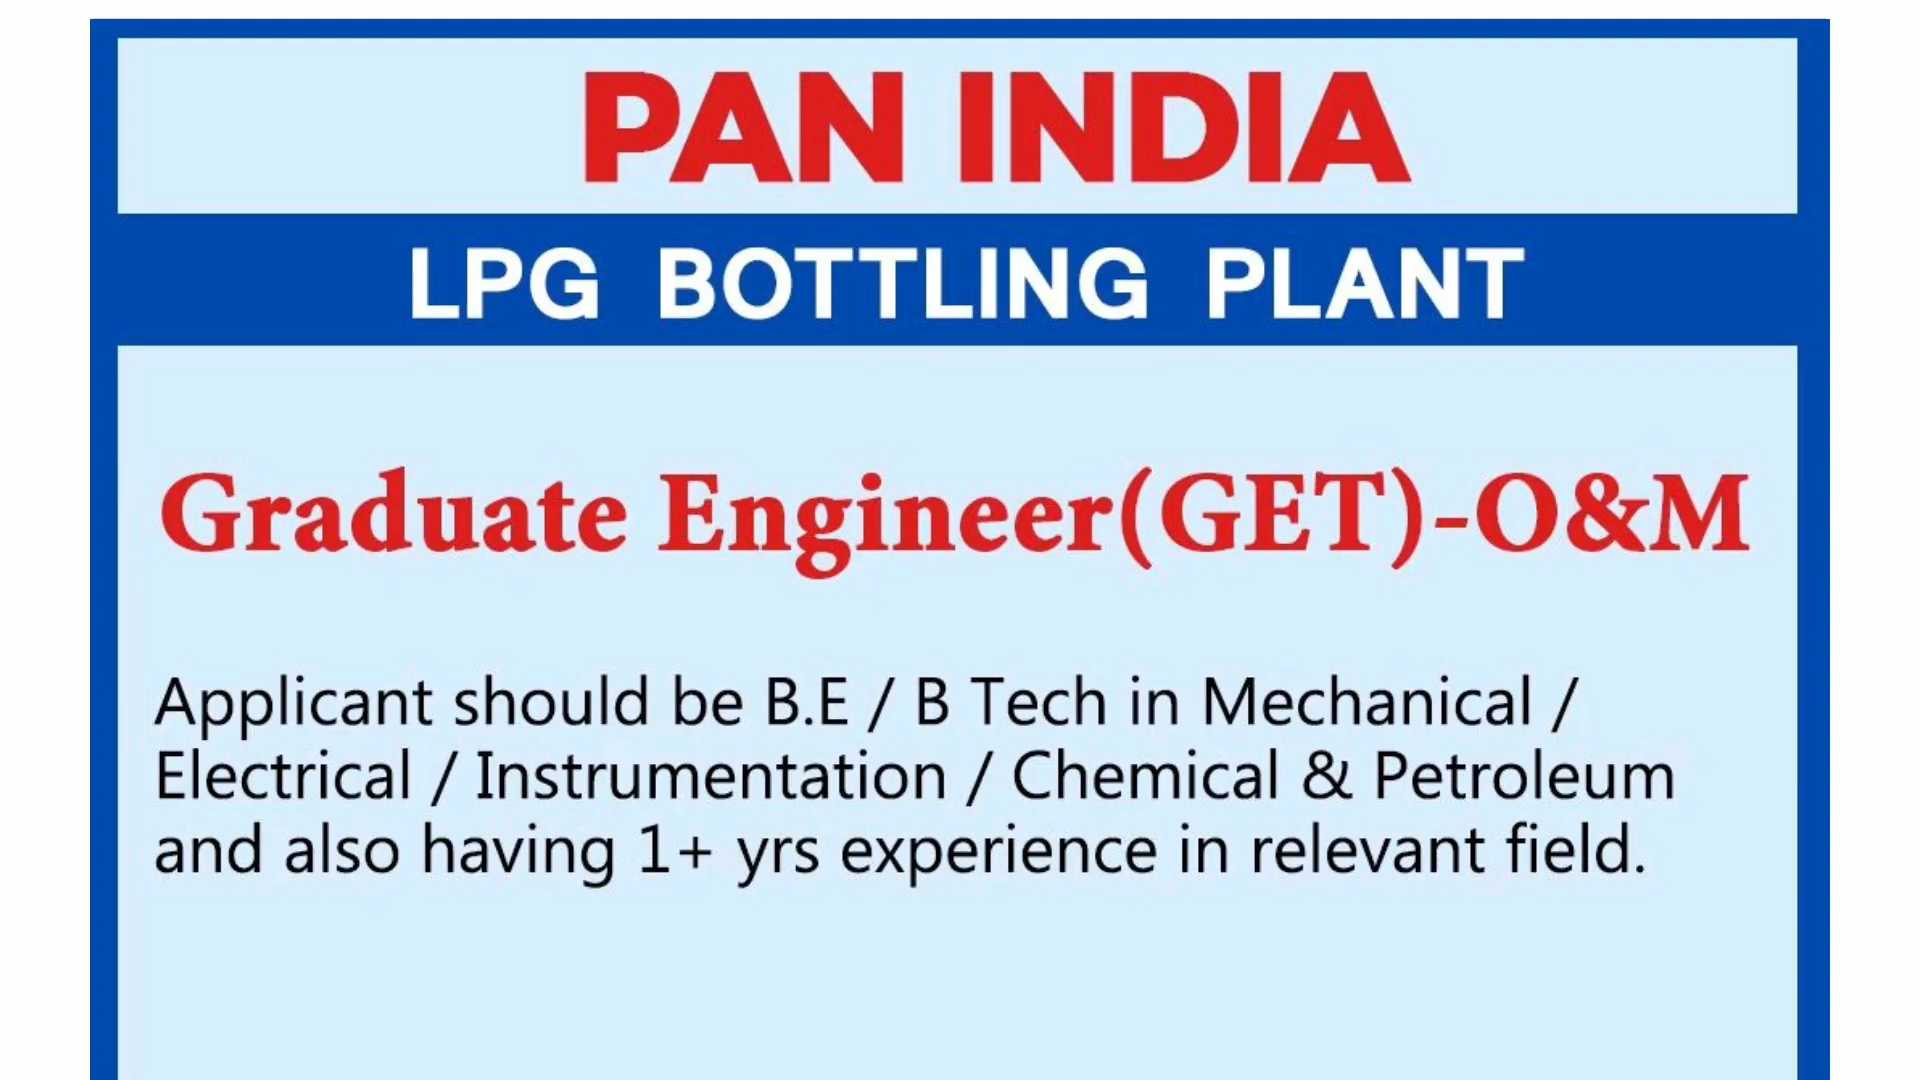 PAN INDIA
LPG BOTTLING PLANT
Graduate Engineer(GET)-O&M
Applicant should be B.E / B Tech in Mechanical /
Electrical / Instrumentation / Chemical & Petroleum
and also having 1+ yrs experience in relevant field.